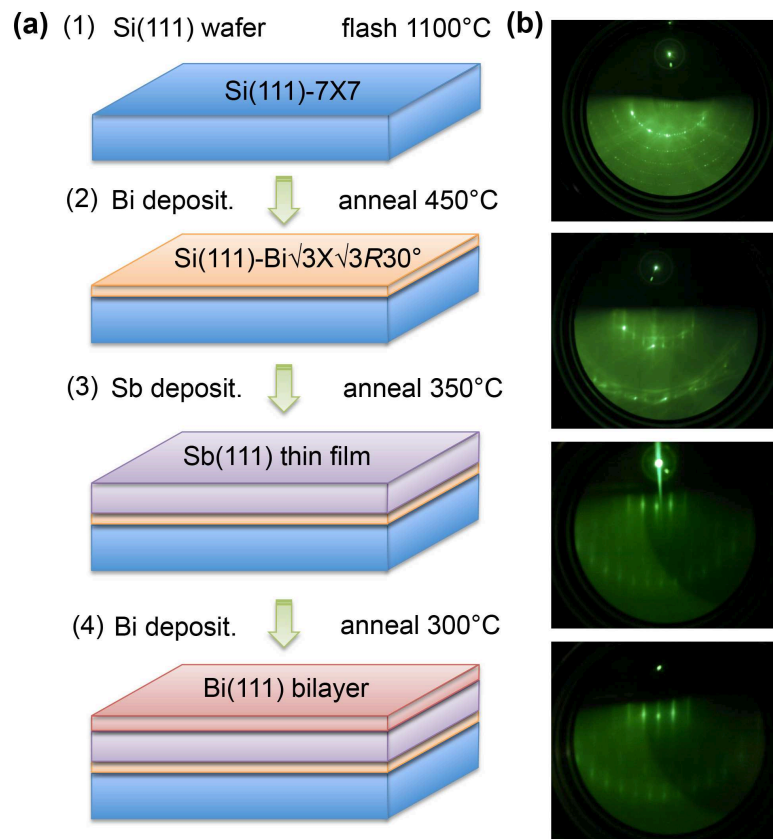 (a) (1) Si(111) wafer flash 1100°C (b)
Si(111)-7X7
(2) Bi deposit. anneal 450°C
Si(111)-Bi√3X√3R30°
(3) Sb deposit. anneal 350°C
Sb(111) thin film
(4) Bi deposit. anneal 300°C
Bi(111) bilayer